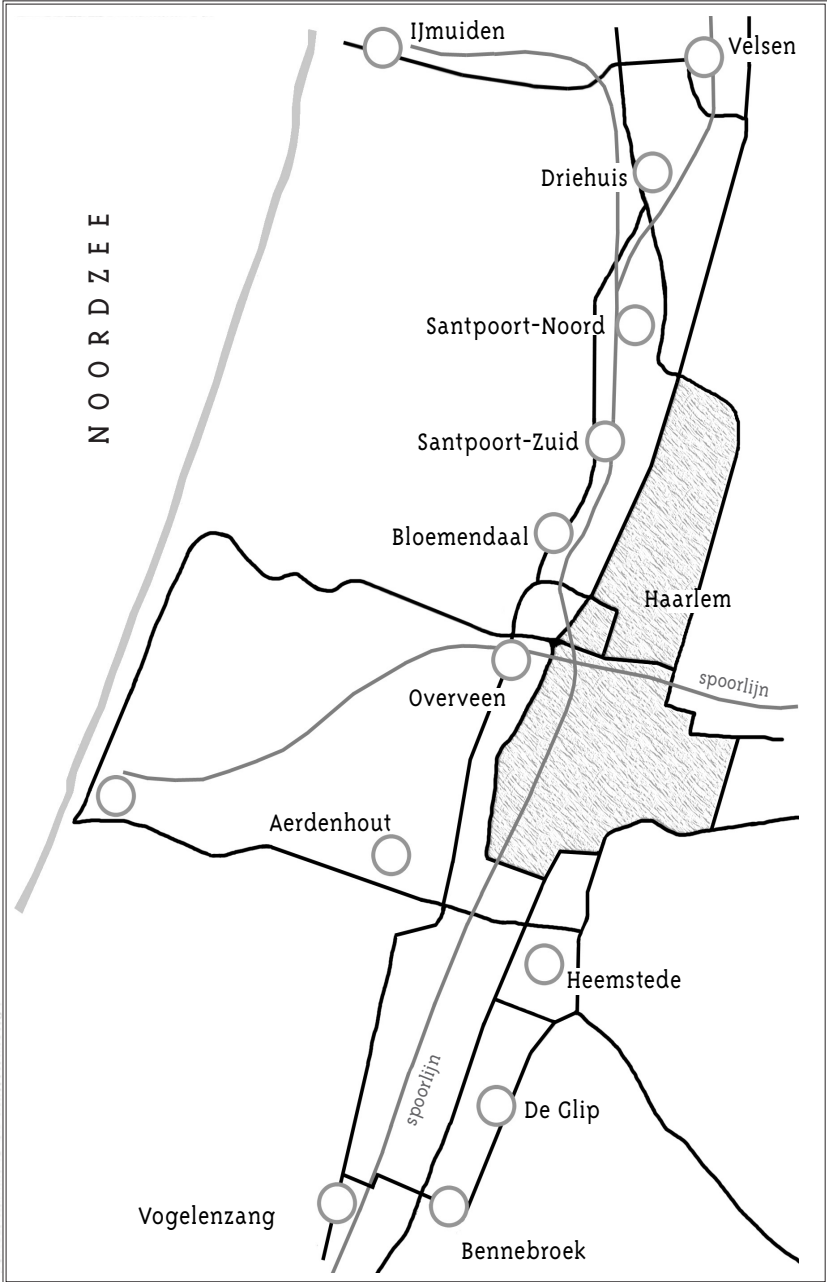 IJmuiden
Velsen
Driehuis
NOORDZEE
Santpoort-Noord
Santpoort-Zuid
Bloemendaal
Haarlem
spoorlijn
Overveen
Aerdenhout
Heemstede
spoorlijn
De Glip
Vogelenzang
Bennebroek